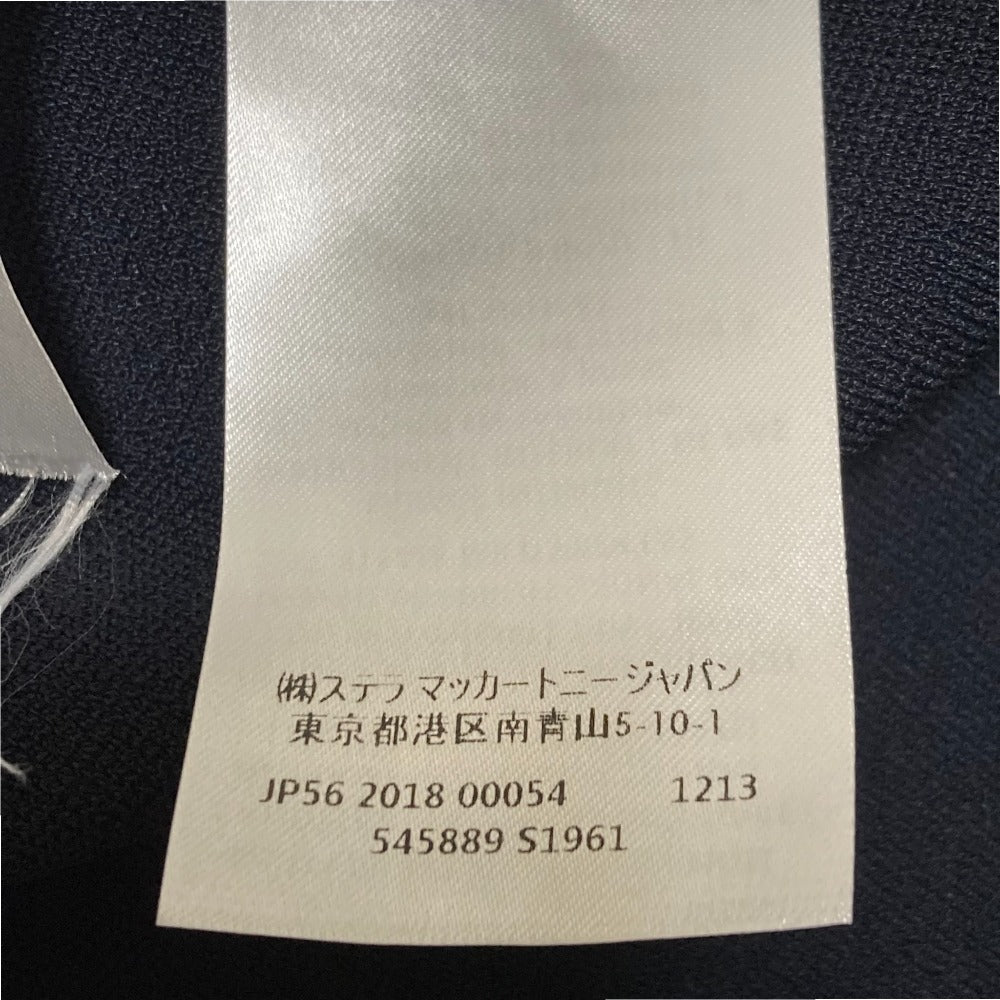 (株)ステラ マッカートニー ジャパン
東京都港区南青山5-10-1
JP56 2018 00054 1213
545889 S1961